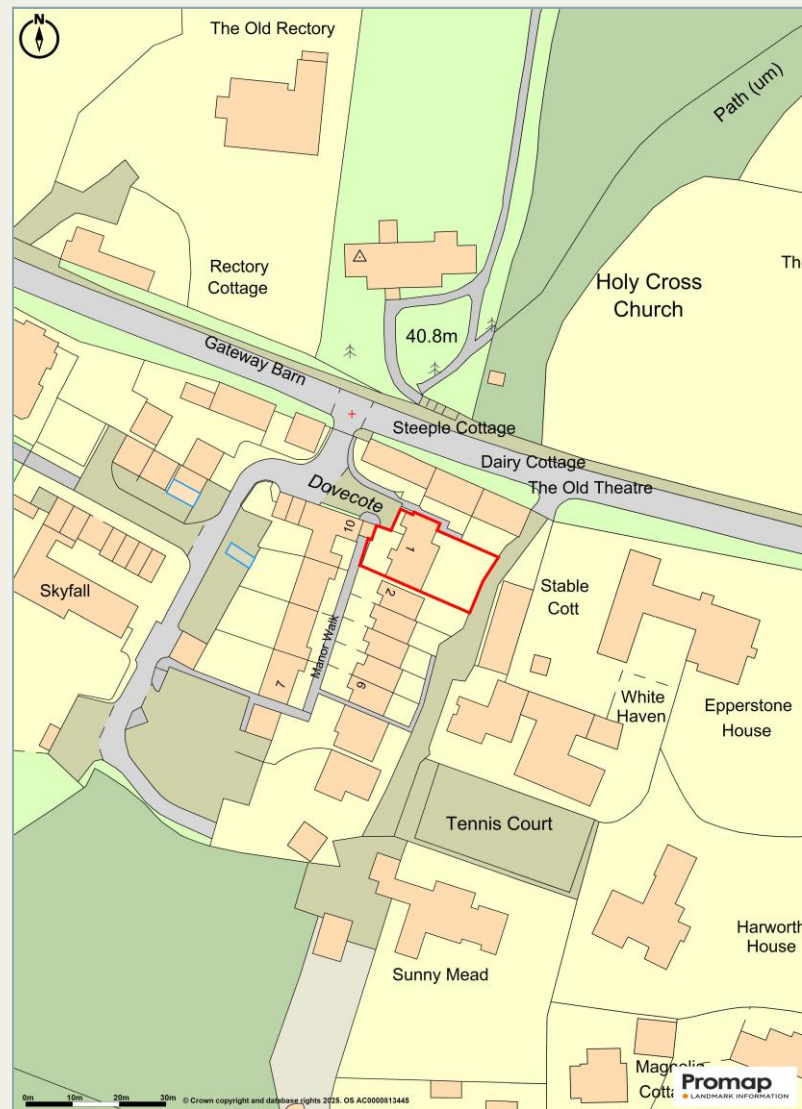 N
The Old Rectory
Path (um)
Rectory
Cottage
Holy Cross
Church
40.8m
Gateway Barn
Steeple Cottage
Dairy Cottage
The Old Theatre
Dovecote
10
1
2
Stable
Cott
Skyfall
Manor Walk
7
6
White
Haven
Epperstone
House
Tennis Court
Sunny Mead
Harworth
House
0m
10m
20m
30m
© Crown copyright and database rights 2025. OS AC0000813445
Promap
LANDMARK INFORMATION